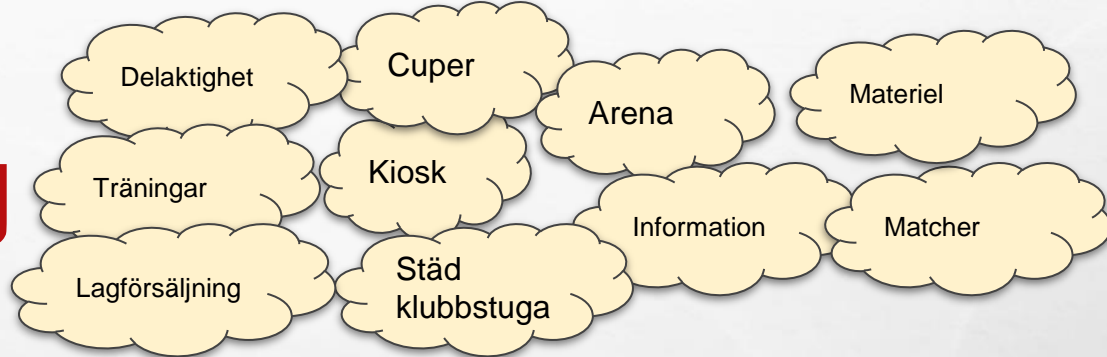 Delaktighet
Cuper
Arena
Materiel
Träningar
Kiosk
Information
Matcher
Lagförsäljning
Städ
klubbstuga